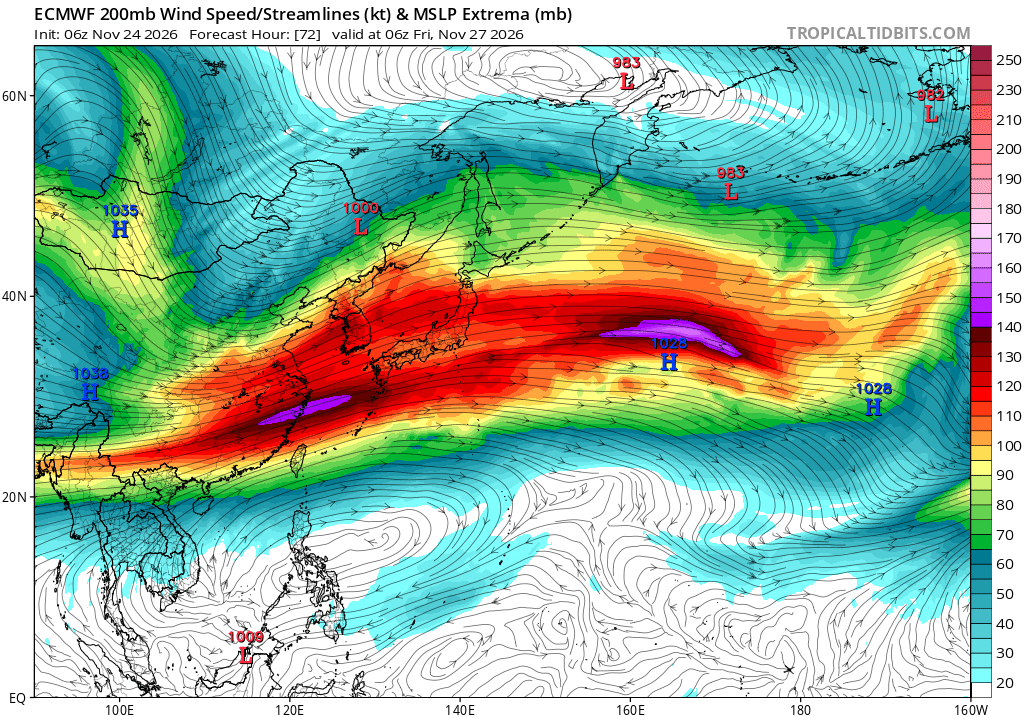 ECMWF 200mb Wind Speed/Streamlines (kt) & MSLP Extrema (mb)
Init: 06z Nov 24 2026 Forecast Hour: [72] valid at 06z Fri, Nov 27 2026
TROPICALTIDBITS.COM
983
L
982
L
983
L
1035
H
1000
L
1028
H
1038
H
1028
H
1009
L
60N
40N
20N
EQ
100E
120E
140E
160E
180
160W
250
230
210
200
190
180
170
160
150
140
130
120
110
100
90
80
70
60
50
40
30
20